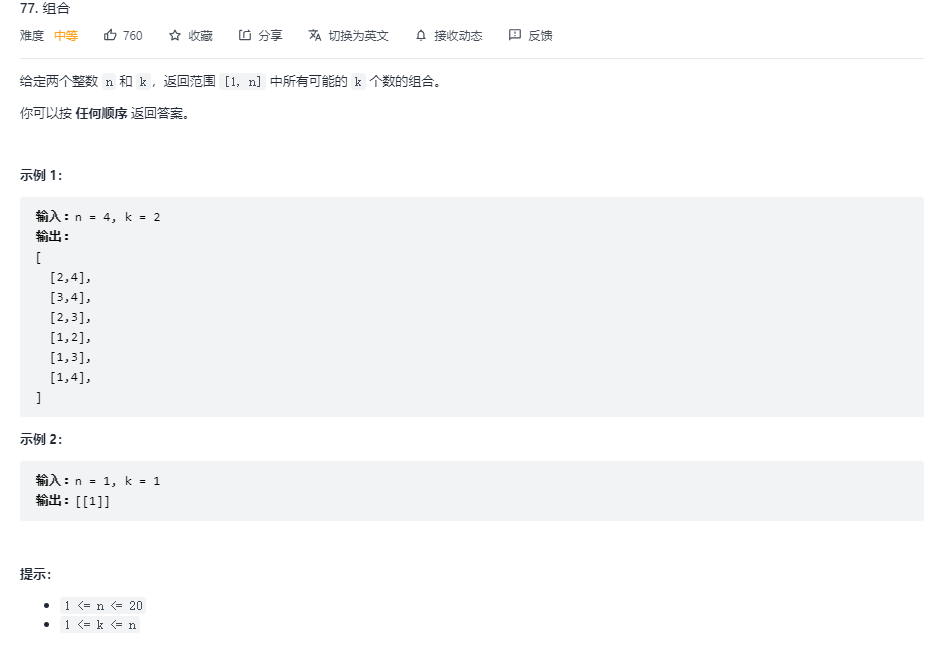 77. 组合
难度 中等 760 收藏 分享 切换为英文 接收动态 反馈
给定两个整数 n 和 k，返回范围 [1, n] 中所有可能的 k 个数的组合。
你可以按 任何顺序 返回答案。
示例 1：
输入：n = 4, k = 2
输出：
[
[2,4],
[3,4],
[2,3],
[1,2],
[1,3],
[1,4],
]
示例 2：
输入：n = 1, k = 1
输出：[[1]]
提示：
1 <= n <= 20
1 <= k <= n